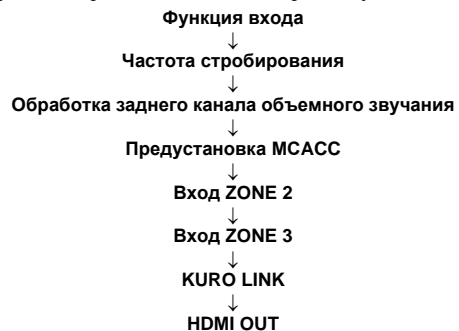 Функция входа
↓
Частота стробирования
↓
Обработка заднего канала объемного звучания
↓
Предустановка MCACC
↓
Вход ZONE 2
↓
Вход ZONE 3
↓
KURO LINK
↓
HDMI OUT